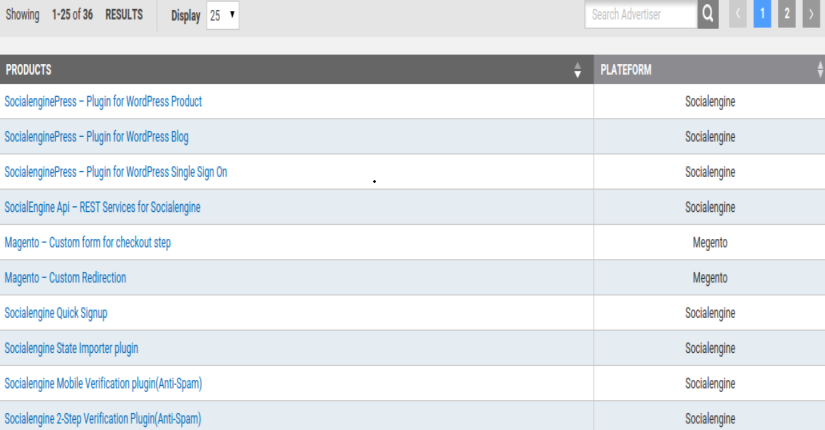 Showing 1-25 of 36 RESULTS Display 25 Search Advertiser 1 2
PRODUCTS PLATEFORM
SocialenginePress – Plugin for WordPress Product Socialengine
SocialenginePress – Plugin for WordPress Blog Socialengine
SocialenginePress – Plugin for WordPress Single Sign On Socialengine
SocialEngine Api – REST Services for Socialengine Socialengine
Magento – Custom form for checkout step Megento
Magento – Custom Redirection Megento
Socialengine Quick Signup Socialengine
Socialengine State Importer plugin Socialengine
Socialengine Mobile Verification plugin(Anti-Spam) Socialengine
Socialengine 2-Step Verification Plugin(Anti-Spam) Socialengine